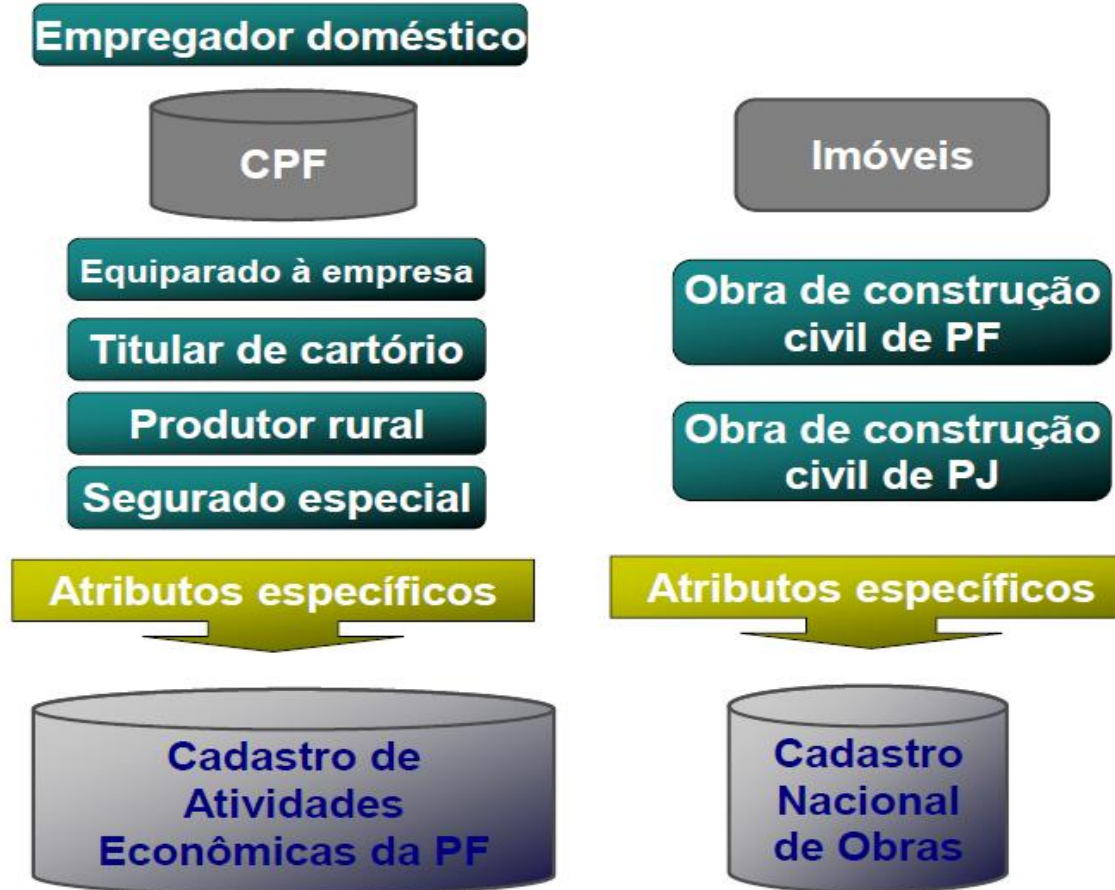 Empregador doméstico
CPF
Equiparado à empresa
Titular de cartório
Produtor rural
Segurado especial
Atributos específicos
Cadastro de
Atividades
Econômicas da PF
Imóveis
Obra de construção
civil de PF
Obra de construção
civil de PJ
Atributos específicos
Cadastro
Nacional
de Obras